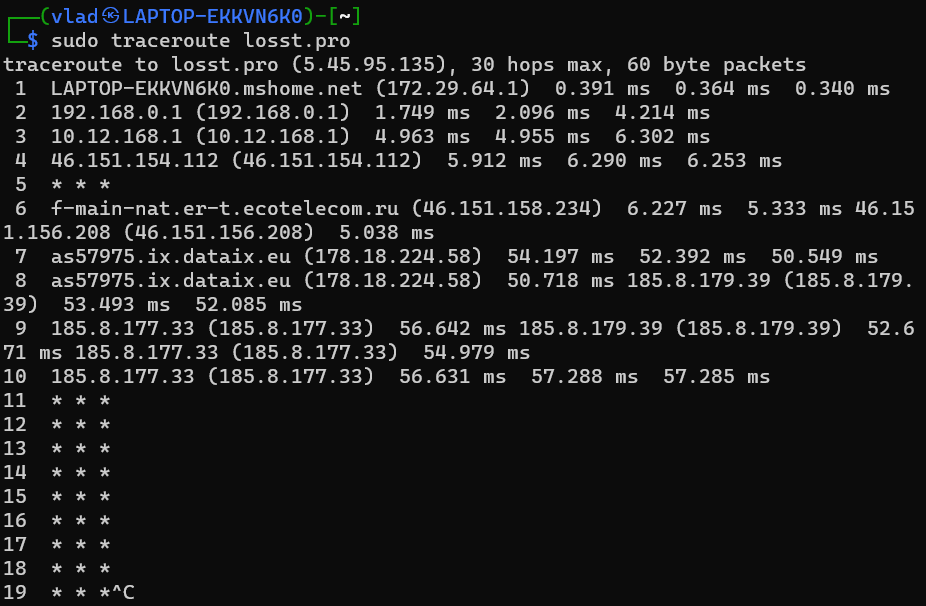 ┌──(vlad㉿LAPTOP-EKKVN6K0)-[~]
└─$ sudo traceroute losst.pro
traceroute to losst.pro (5.45.95.135), 30 hops max, 60 byte packets
 1  LAPTOP-EKKVN6K0.mshome.net (172.29.64.1)  0.391 ms  0.364 ms  0.340 ms
 2  192.168.0.1 (192.168.0.1)  1.749 ms  2.096 ms  4.214 ms
 3  10.12.168.1 (10.12.168.1)  4.963 ms  4.955 ms  6.302 ms
 4  46.151.154.112 (46.151.154.112)  5.912 ms  6.290 ms  6.253 ms
 5  * * *
 6  f-main-nat.er-t.ecotelecom.ru (46.151.158.234)  6.227 ms  5.333 ms 46.15
1.156.208 (46.151.156.208)  5.038 ms
 7  as57975.ix.dataix.eu (178.18.224.58)  54.197 ms  52.392 ms  50.549 ms
 8  as57975.ix.dataix.eu (178.18.224.58)  50.718 ms 185.8.179.39 (185.8.179.
39)  53.493 ms  52.085 ms
 9  185.8.177.33 (185.8.177.33)  56.642 ms 185.8.179.39 (185.8.179.39)  52.6
71 ms 185.8.177.33 (185.8.177.33)  54.979 ms
10  185.8.177.33 (185.8.177.33)  56.631 ms  57.288 ms  57.285 ms
11  * * *
12  * * *
13  * * *
14  * * *
15  * * *
16  * * *
17  * * *
18  * * *
19  * * *^C